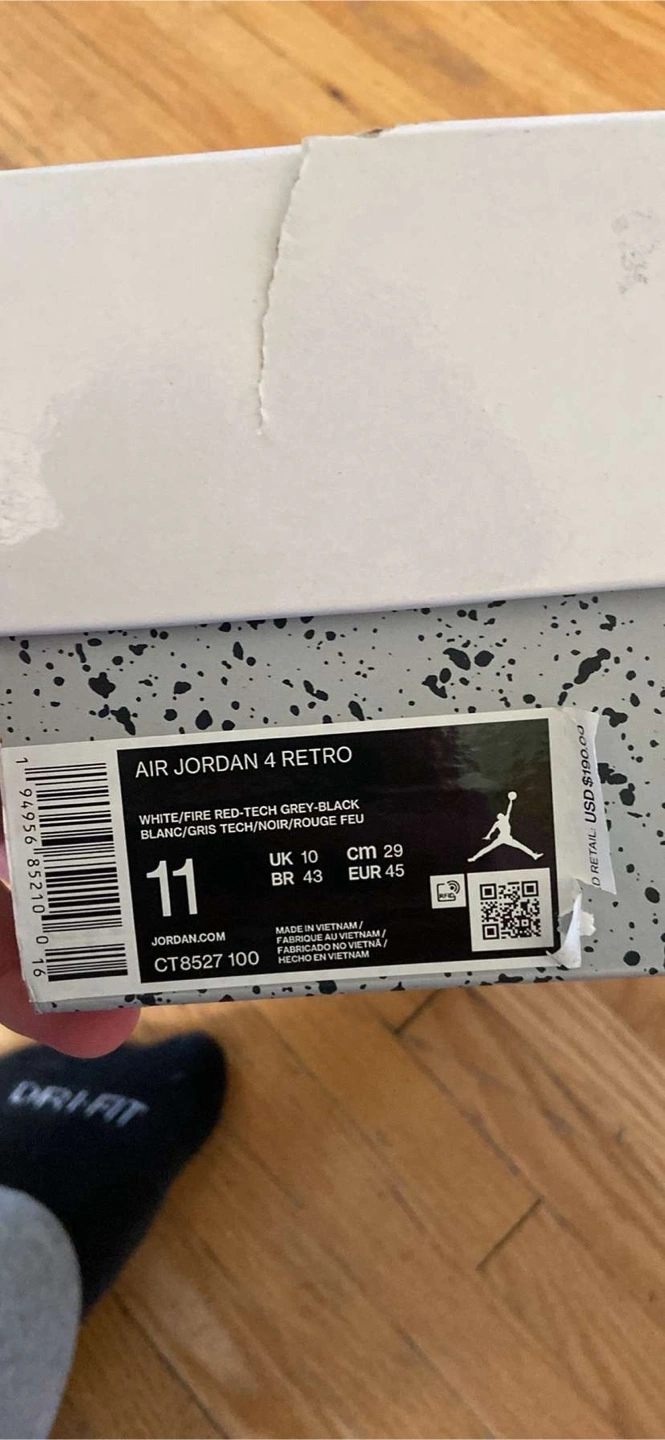 AIR JORDAN 4 RETRO
WHITE/FIRE RED-TECH GREY-BLACK
BLANC/GRIS TECH/NOIR/ROUGE FEU
11
UK 10 cm 29
BR 43 EUR 45
RFID
JORDAN.COM
CT8527 100
MADE IN VIETNAM /
FABRIQUE AU VIETNAM /
FABRICADO NO VIETNÃ /
HECHO EN VIETNAM
1 94956 85210 0 16
D RETAIL: USD $190.00
DRI-FIT